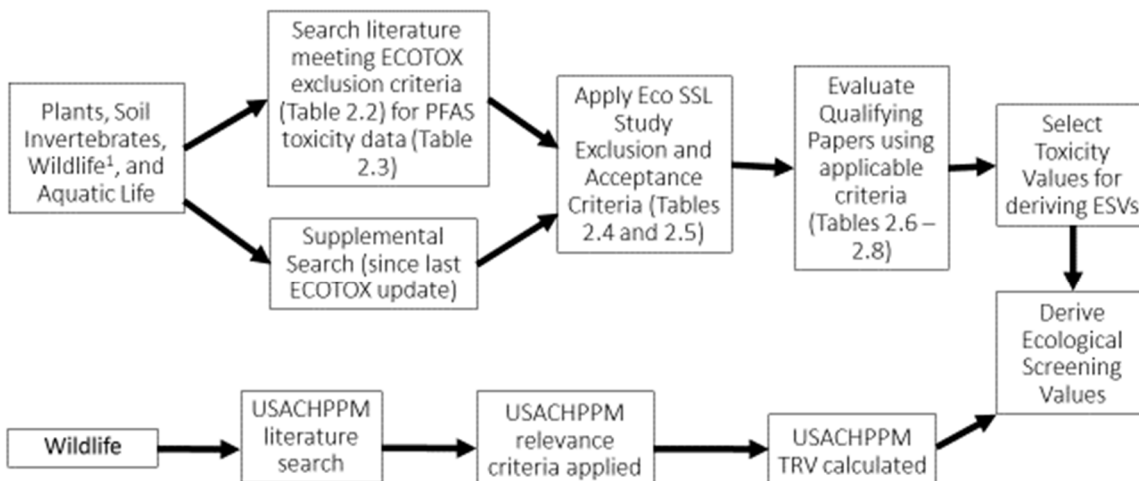 Plants, Soil
Invertebrates,
Wildlife¹, and
Aquatic Life
Search literature
meeting ECOTOX
exclusion criteria
(Table 2.2) for PFAS
toxicity data (Table
2.3)
Supplemental
Search (since last
ECOTOX update)
Apply Eco SSL
Study
Exclusion and
Acceptance
Criteria (Tables
2.4 and 2.5)
Evaluate
Qualifying
Papers using
applicable
criteria
(Tables 2.6 –
2.8)
Select
Toxicity
Values for
deriving ESVs
Derive
Ecological
Screening
Values
Wildlife
USACHPPM
literature
search
USACHPPM
relevance
criteria applied
USACHPPM
TRV calculated